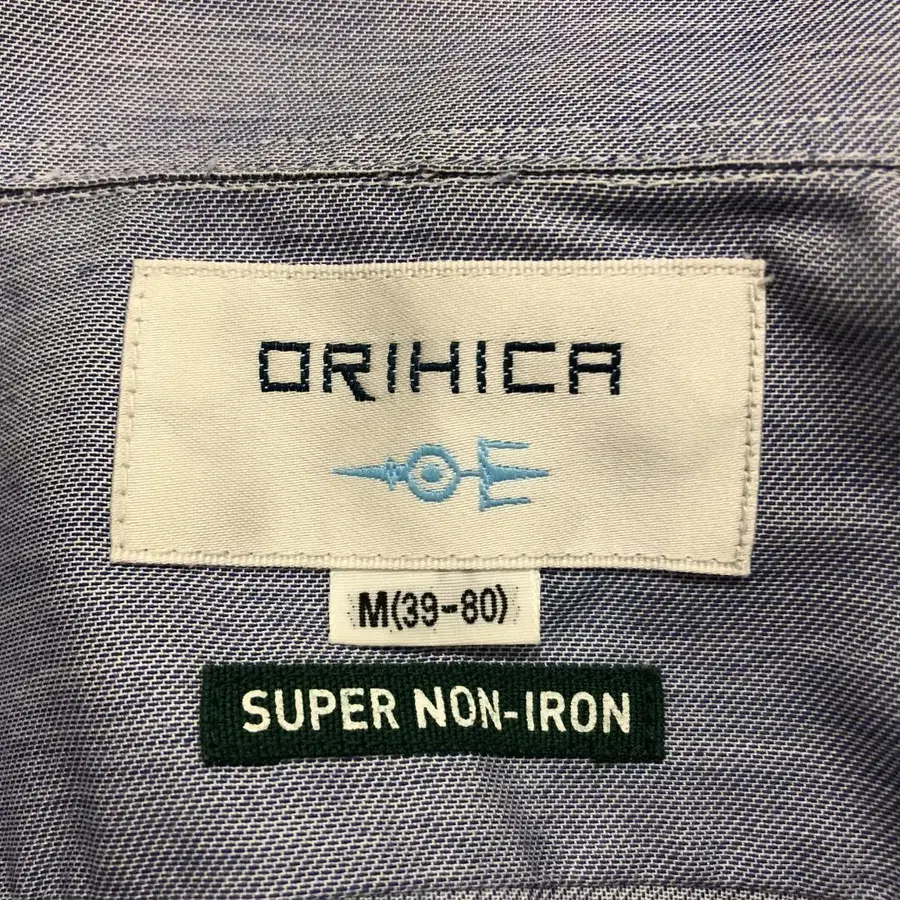 ORIHICA
M(39-80)
SUPER NON-IRON